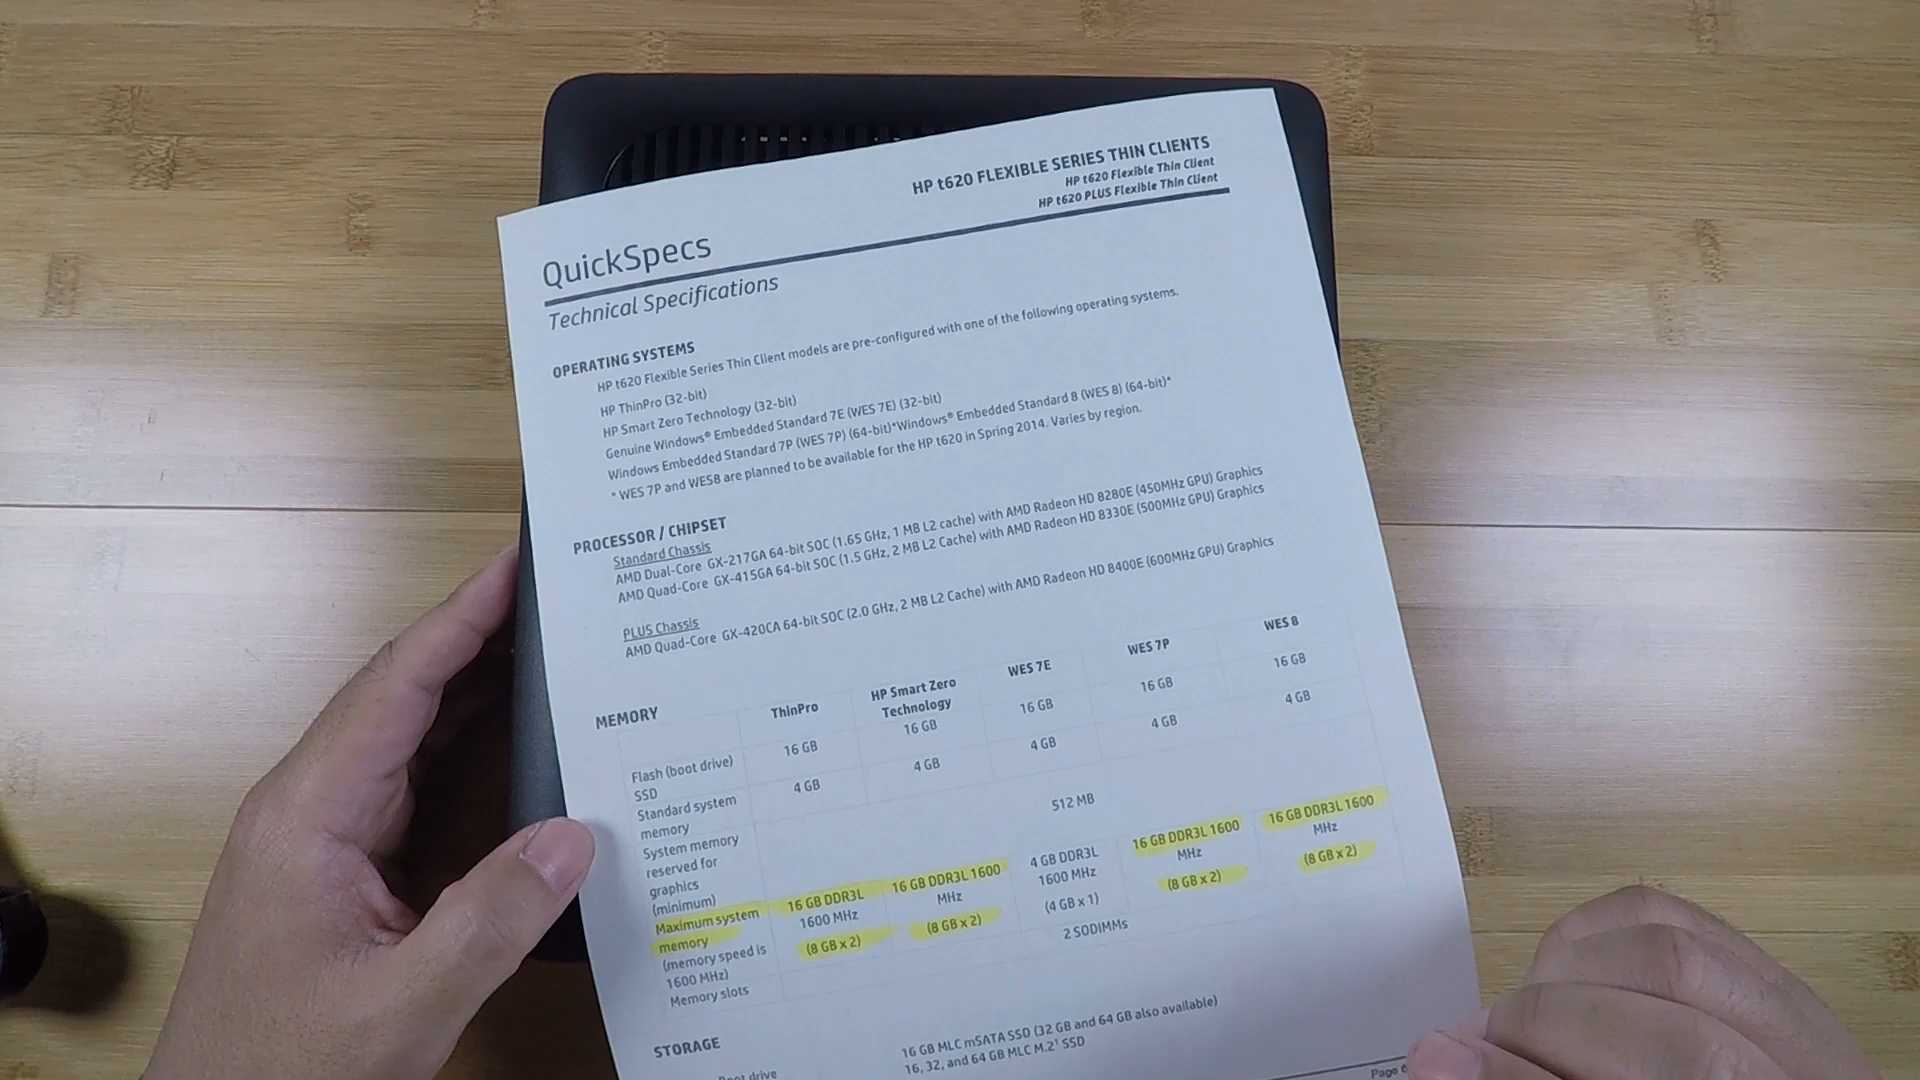 HP t620 FLEXIBLE SERIES THIN CLIENTS
HP t620 Flexible Thin Client
HP t620 PLUS Flexible Thin Client
QuickSpecs
Technical Specifications
OPERATING SYSTEMS
HP t620 Flexible Series Thin Client models are pre-configured with one of the following operating systems.
HP ThinPro (32-bit)
HP Smart Zero Technology (32-bit)
Genuine Windows® Embedded Standard 7E (WES 7E) (32-bit)
Windows Embedded Standard 7P (WES 7P) (64-bit)*Windows® Embedded Standard 8 (WES 8) (64-bit)*
* WES 7P and WES8 are planned to be available for the HP t620 in Spring 2014. Varies by region.
PROCESSOR / CHIPSET
Standard Chassis
AMD Dual-Core GX-217GA 64-bit SOC (1.65 GHz, 1 MB L2 cache) with AMD Radeon HD 8280E (450MHz GPU) Graphics
AMD Quad-Core GX-415GA 64-bit SOC (1.5 GHz, 2 MB L2 Cache) with AMD Radeon HD 8330E (500MHz GPU) Graphics
PLUS Chassis
AMD Quad-Core GX-420CA 64-bit SOC (2.0 GHz, 2 MB L2 Cache) with AMD Radeon HD 8400E (600MHz GPU) Graphics
MEMORY
ThinPro
HP Smart Zero
Technology
WES 7E
WES 7P
WES 8
Flash (boot drive)
SSD
16 GB
16 GB
16 GB
16 GB
16 GB
Standard system
memory
4 GB
4 GB
4 GB
4 GB
4 GB
System memory
reserved for
graphics
(minimum)
512 MB
Maximum system
memory
(memory speed is
1600 MHz)
16 GB DDR3L
1600 MHz
(8 GB x 2)
16 GB DDR3L 1600
MHz
(8 GB x 2)
4 GB DDR3L
1600 MHz
(4 GB x 1)
16 GB DDR3L 1600
MHz
(8 GB x 2)
16 GB DDR3L 1600
MHz
(8 GB x 2)
Memory slots
2 SODIMMs
STORAGE
drive
16 GB MLC mSATA SSD (32 GB and 64 GB also available)
16, 32, and 64 GB MLC M.2¹ SSD
Page